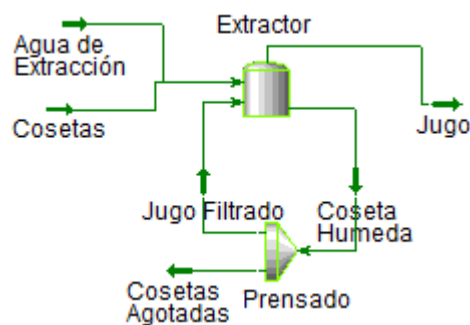 Extractor
Agua de
Extracción
Cosetas
Jugo
Jugo Filtrado
Coseta
Humeda
Cosetas
Agotadas
Prensado